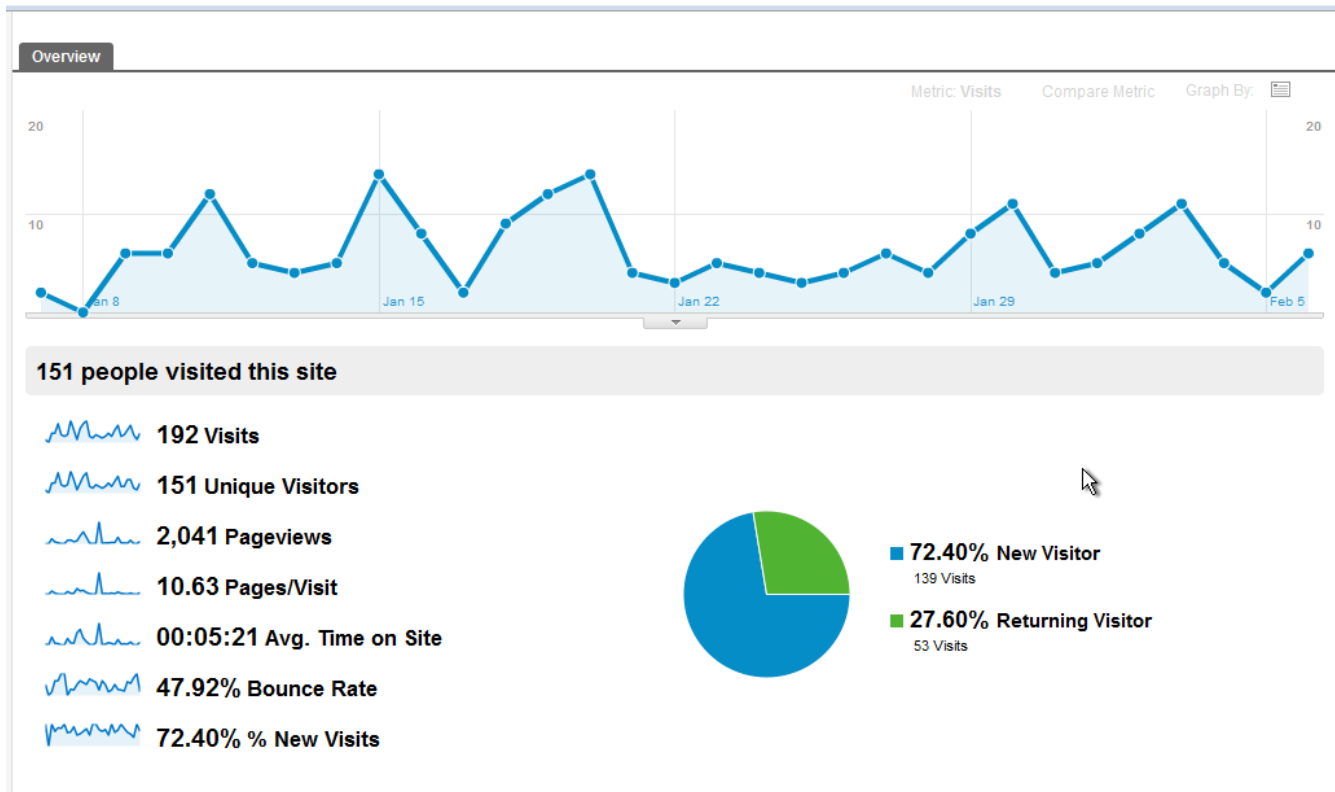 Overview
Metric: Visits Compare Metric Graph By:
20 20
10 10
an 8 Jan 15 Jan 22 Jan 29 Feb 5
151 people visited this site
192 Visits
151 Unique Visitors
2,041 Pageviews
10.63 Pages/Visit
00:05:21 Avg. Time on Site
47.92% Bounce Rate
72.40% % New Visits
72.40% New Visitor
139 Visits
27.60% Returning Visitor
53 Visits